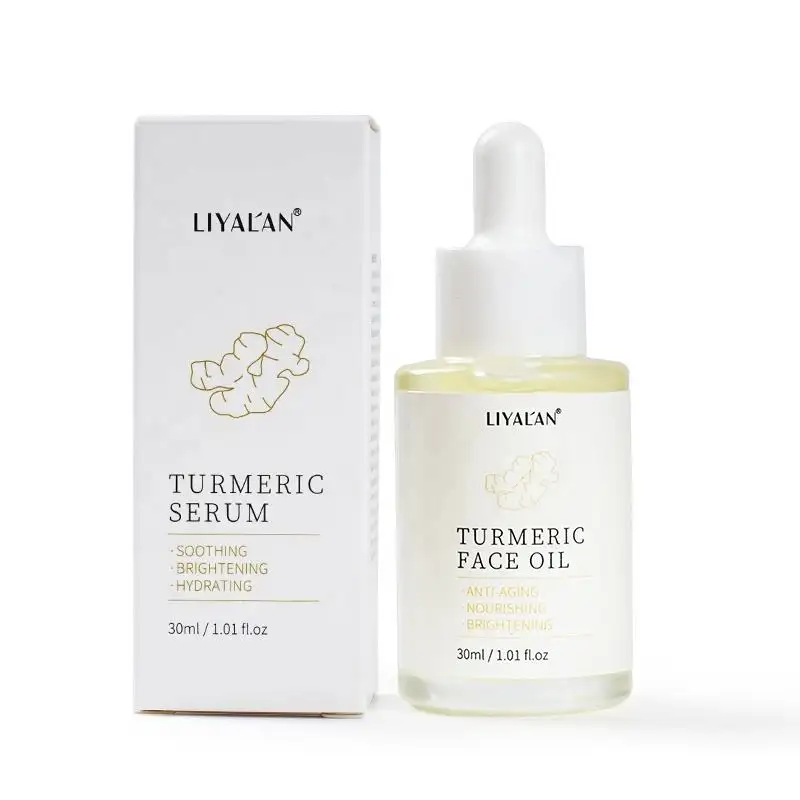 LIYAL'AN®
TURMERIC
SERUM
·SOOTHING
·BRIGHTENING
·HYDRATING
30ml / 1.01 fl.oz
LIYAL'AN®
TURMERIC
FACE OIL
·ANTI-AGING
·NOURISHING
·BRIGHTENING
30ml / 1.01 fl.oz